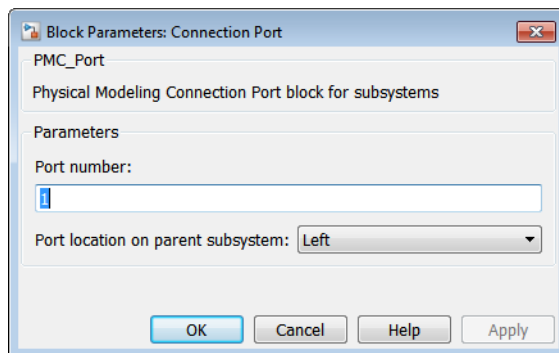 Block Parameters: Connection Port
PMC_Port
Physical Modeling Connection Port block for subsystems
Parameters
Port number:
1
Port location on parent subsystem: Left
OK Cancel Help Apply